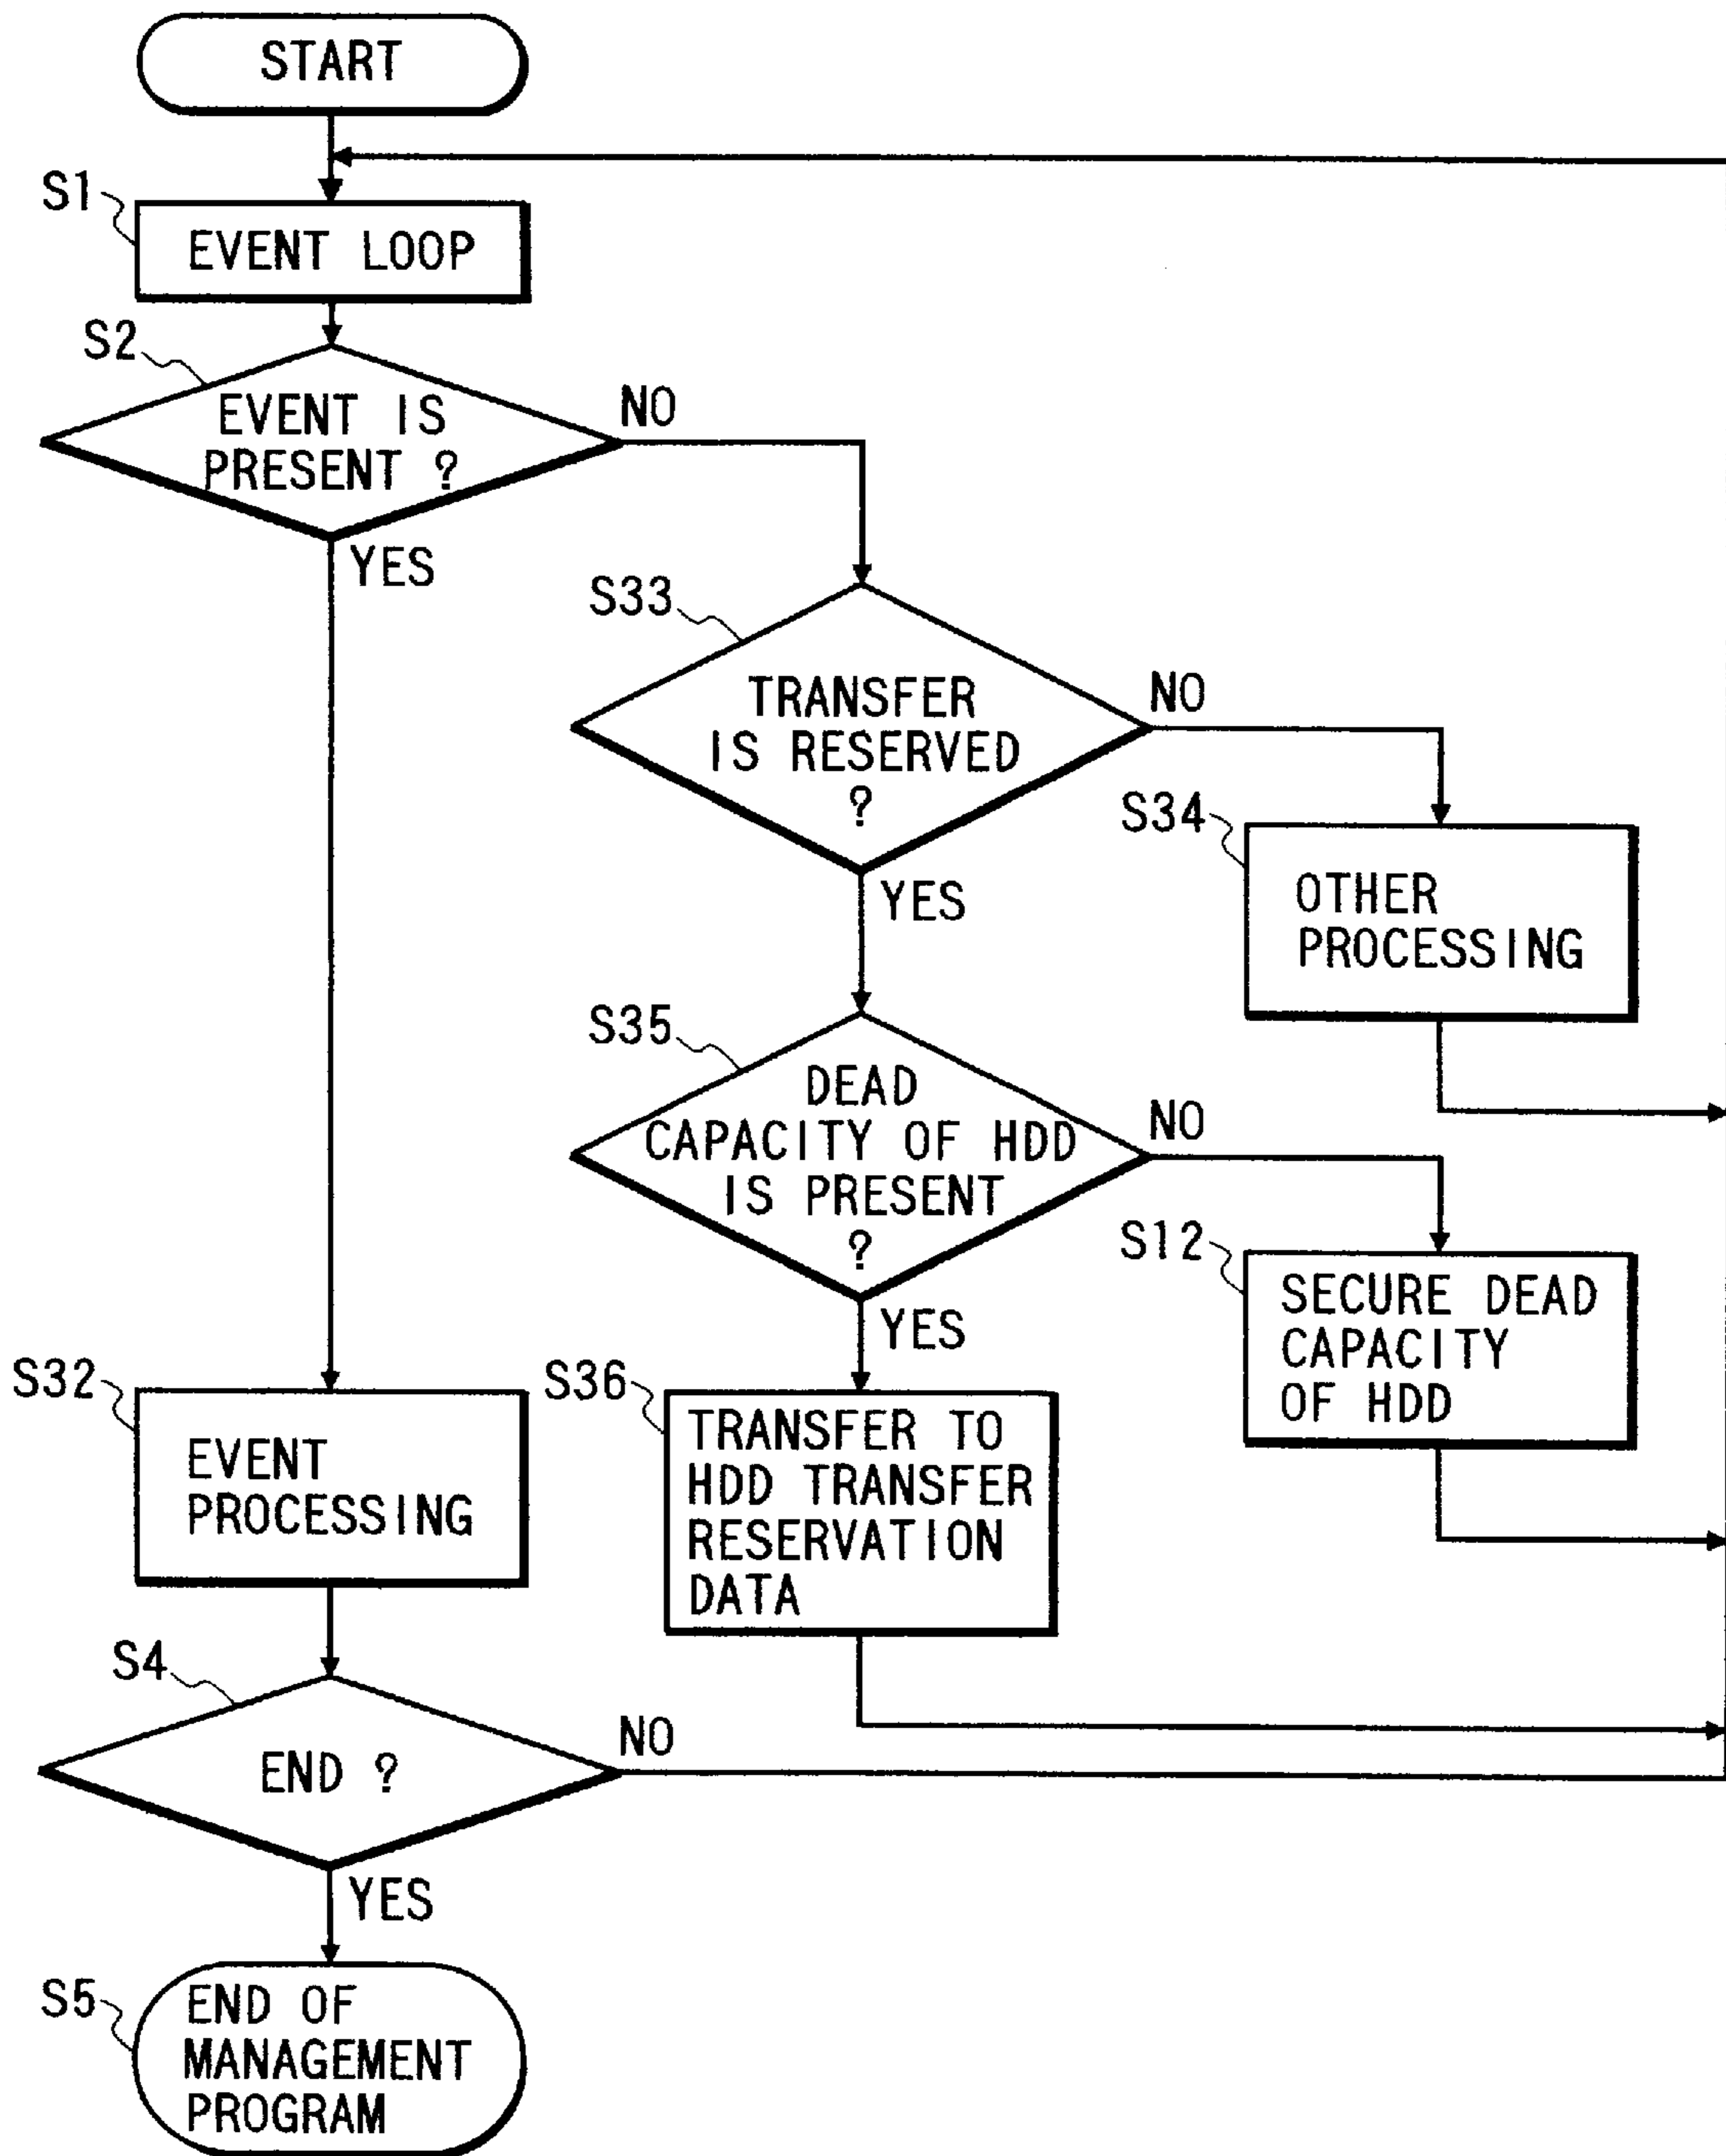 START
S1
EVENT LOOP
S2
EVENT IS
PRESENT ?
NO
YES
S33
TRANSFER
IS RESERVED
?
NO
YES
S34
OTHER
PROCESSING
S35
DEAD
CAPACITY OF HDD
IS PRESENT
?
NO
YES
S12
SECURE DEAD
CAPACITY
OF HDD
S32
EVENT
PROCESSING
S36
TRANSFER TO
HDD TRANSFER
RESERVATION
DATA
S4
END ?
NO
YES
S5
END OF
MANAGEMENT
PROGRAM